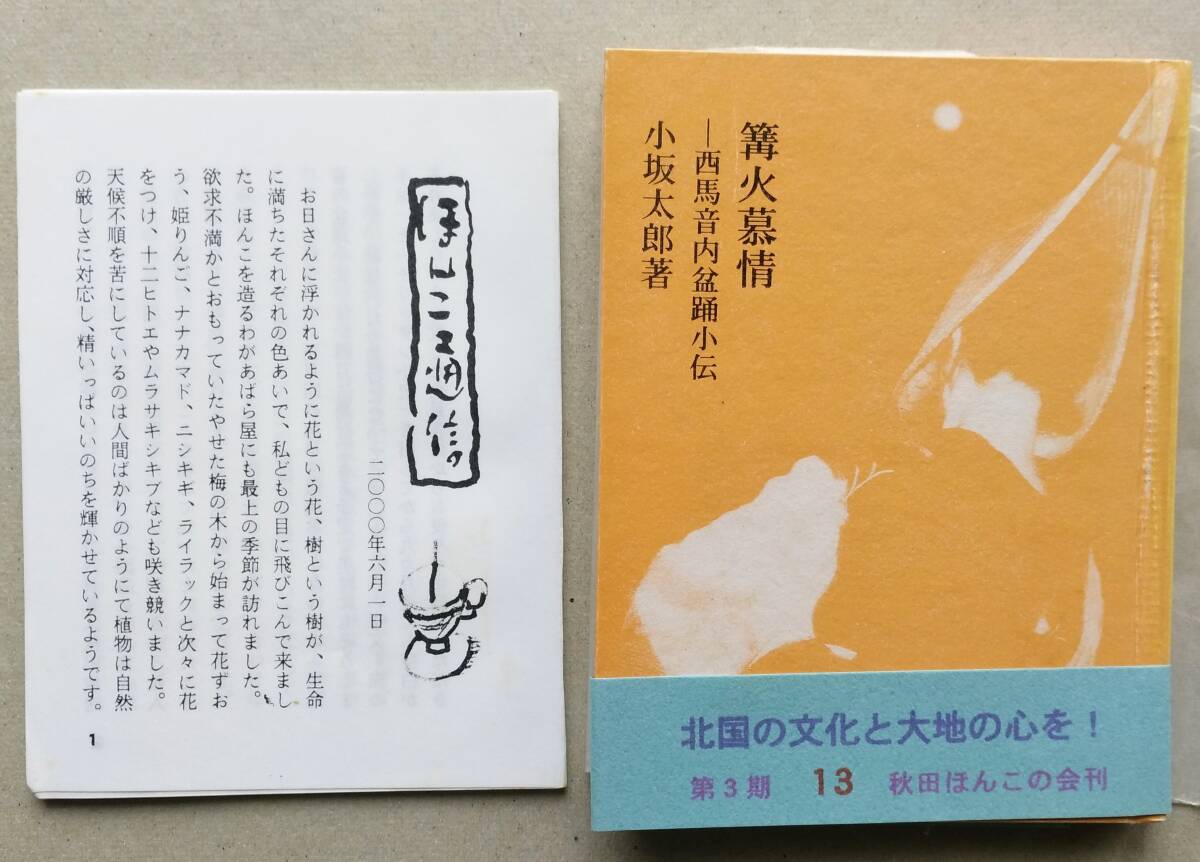 ほんこ通信
二〇〇〇年六月一日
お日さんに浮かれるように花という花、樹という樹が、生命
に満ちたそれぞれの色あいで、私どもの目に飛びこんで来まし
た。ほんこを造るわがあばら屋にも最上の季節が訪れました。
欲求不満かとおもっていたやせた梅の木から始まって花ずお
う、姫りんご、ナナカマド、ニシキギ、ライラックと次々に花
をつけ、十二ヒトエやムラサキシキブなども咲き競いました。
天候不順を苦にしているのは人間ばかりのようにて植物は自然
の厳しさに対応し、精いっぱいいのちを輝かせているようです。
1
篝火慕情
―西馬音内盆踊小伝
小坂太郎著
北国の文化と大地の心を!
第3期 13 秋田ほんこの会刊